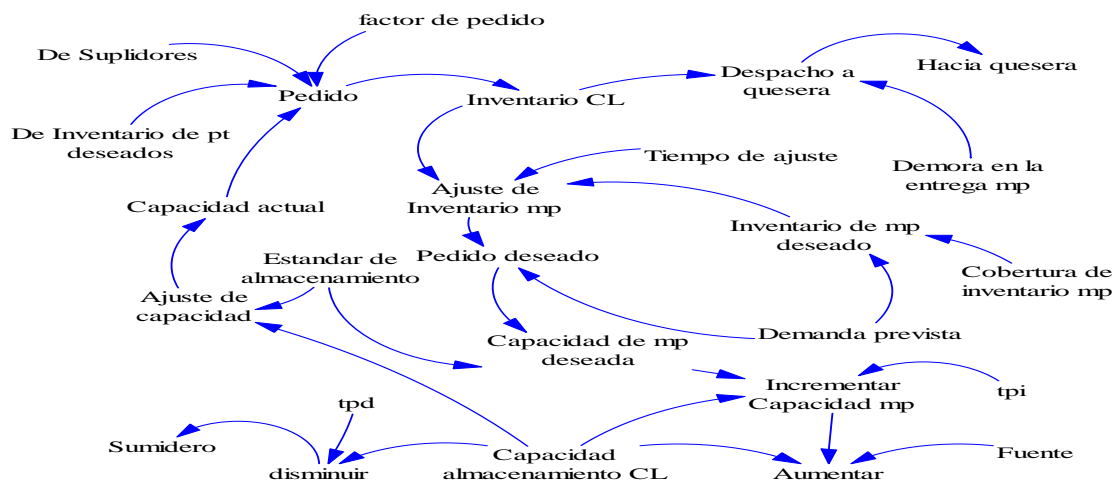 factor de pedido
De Suplidores
Hacia quesera
Despacho a
quesera
Pedido
Inventario CL
De Inventario de pt
deseados
Tiempo de ajuste
Demora en la
entrega mp
Ajuste de
Inventario mp
Capacidad actual
Inventario de mp
deseado
Pedido deseado
Estandar de
almacenamiento
Cobertura de
inventario mp
Ajuste de
capacidad
Demanda prevista
Capacidad de mp
deseada
Incrementar
Capacidad mp
tpi
tpd
Sumidero
disminuir
Capacidad
almacenamiento CL
Aumentar
Fuente